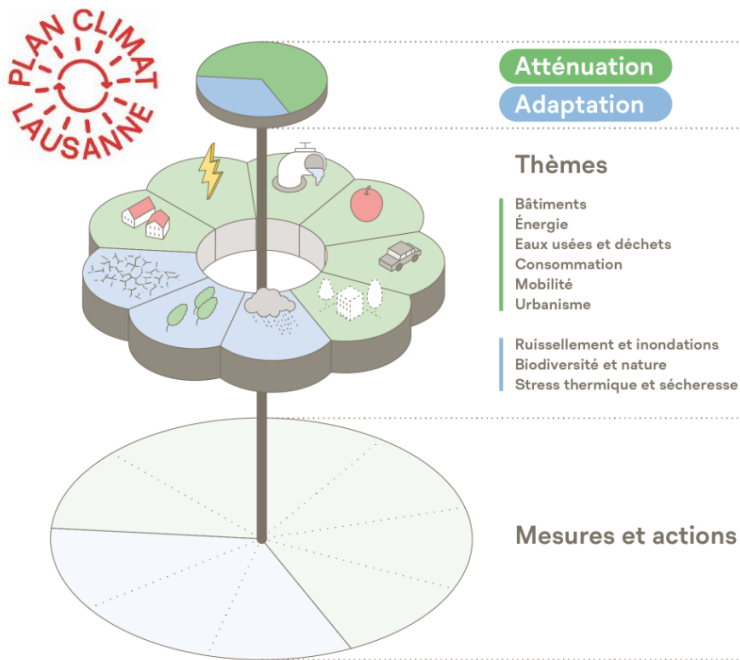 PLAN CLIMAT
LAUSANNE
Atténuation
Adaptation
Thèmes
Bâtiments
Énergie
Eaux usées et déchets
Consommation
Mobilité
Urbanisme
Ruissellement et inondations
Biodiversité et nature
Stress thermique et sécheresse
Mesures et actions